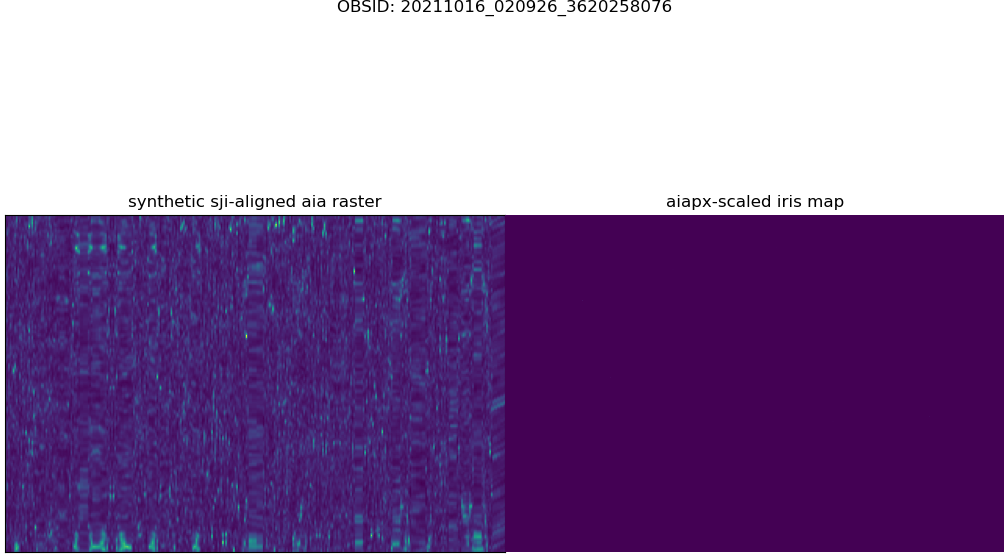 OBSID: 20211016_020926_3620258076
synthetic sji-aligned aia raster
aiapx-scaled iris map